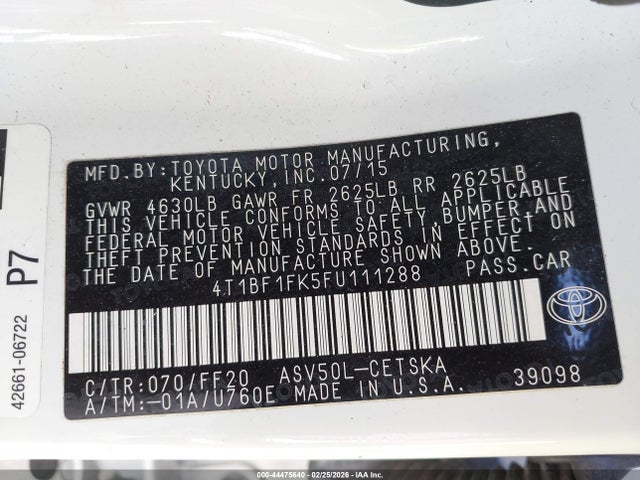 MFD.BY:TOYOTA MOTOR MANUFACTURING,
KENTUCKY,INC.07/15
GVWR 4630LB GAWR FR 2625LB RR 2625LB
THIS VEHICLE CONFORMS TO ALL APPLICABLE
FEDERAL MOTOR VEHICLE SAFETY, BUMPER AND
THEFT PREVENTION STANDARDS IN EFFECT ON
THE DATE OF MANUFACTURE SHOWN ABOVE.
4T1BF1FK5FU111288 PASS.CAR
C/TR:070/FF20 ASV50L-CETSKA
A/TM:-01A/U760E MADE IN U.S.A. 39098
42661-06722 P7
000-44475640 - 02/25/2026 - IAAI Copart